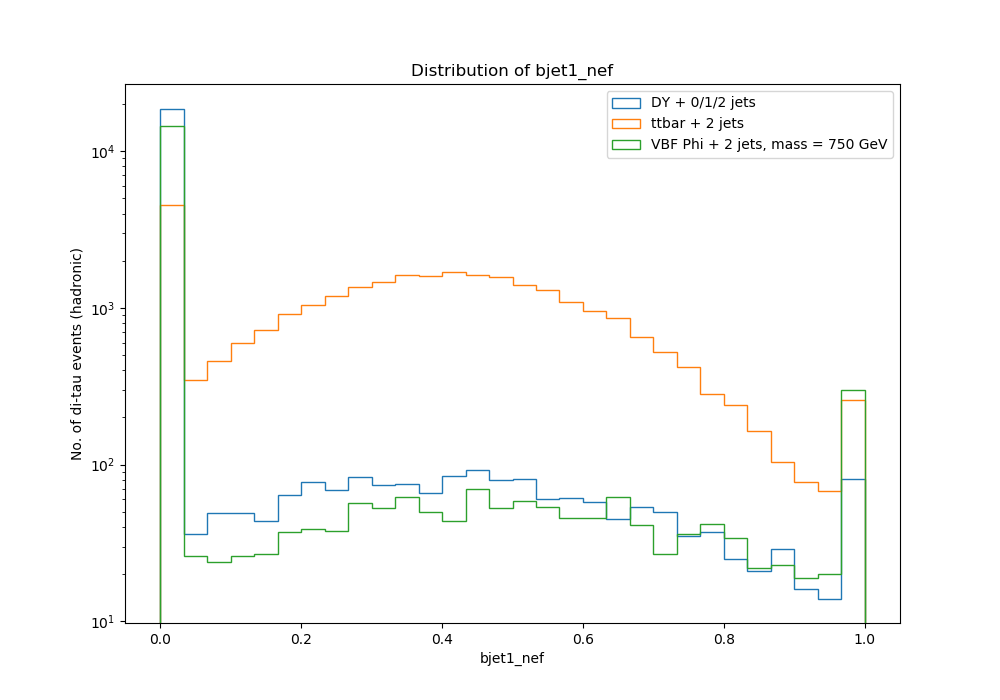 Distribution of bjet1_nef
DY + 0/1/2 jets
ttbar + 2 jets
VBF Phi + 2 jets, mass = 750 GeV
No. of di-tau events (hadronic)
10⁴
10³
10²
10¹
0.0 0.2 0.4 0.6 0.8 1.0
bjet1_nef